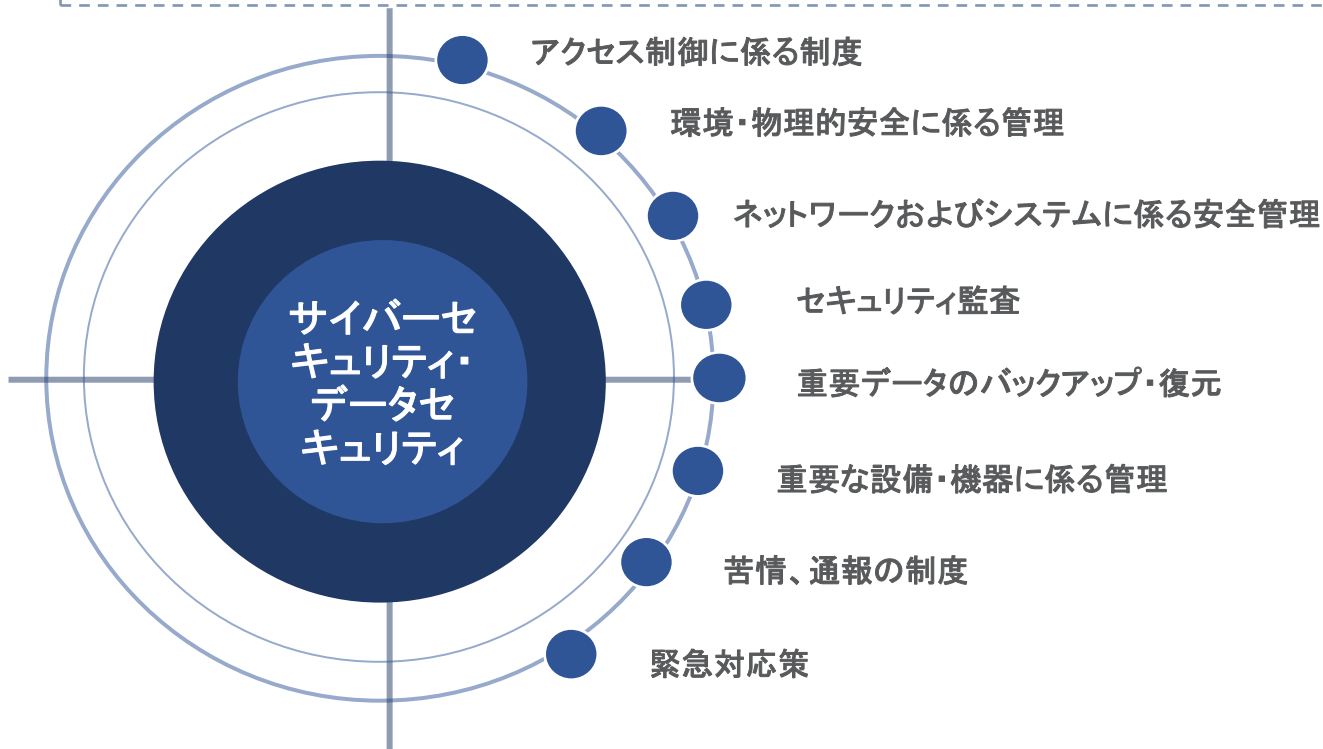 アクセス制御に係る制度
環境・物理的安全に係る管理
ネットワークおよびシステムに係る安全管理
セキュリティ監査
サイバーセ
キュリティ・
データセ
キュリティ
重要データのバックアップ・復元
重要な設備・機器に係る管理
苦情、通報の制度
緊急対応策